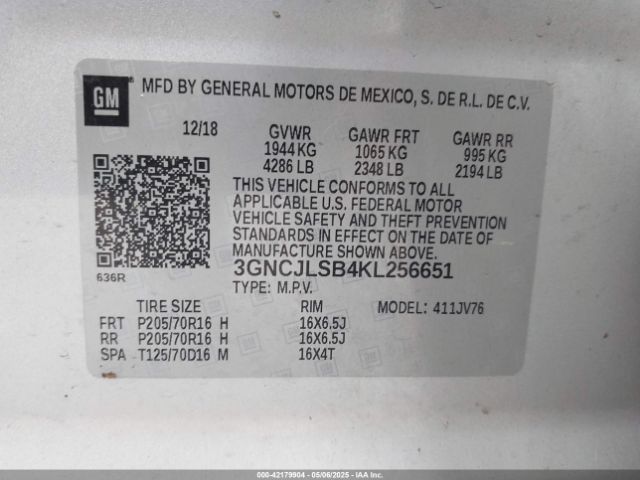 GM ® MFD BY GENERAL MOTORS DE MEXICO, S. DE R.L. DE C.V.
12/18 GVWR GAWR FRT GAWR RR
1944 KG 1065 KG 995 KG
4286 LB 2348 LB 2194 LB
THIS VEHICLE CONFORMS TO ALL
APPLICABLE U.S. FEDERAL MOTOR
VEHICLE SAFETY AND THEFT PREVENTION
STANDARDS IN EFFECT ON THE DATE OF
MANUFACTURE SHOWN ABOVE.
636R 3GNCJLSB4KL256651
TYPE: M.P.V. MODEL: 411JV76
TIRE SIZE RIM
FRT P205/70R16 H 16X6.5J
RR P205/70R16 H 16X6.5J
SPA T125/70D16 M 16X4T
000-42179904 - 05/06/2025 - IAAI.COM